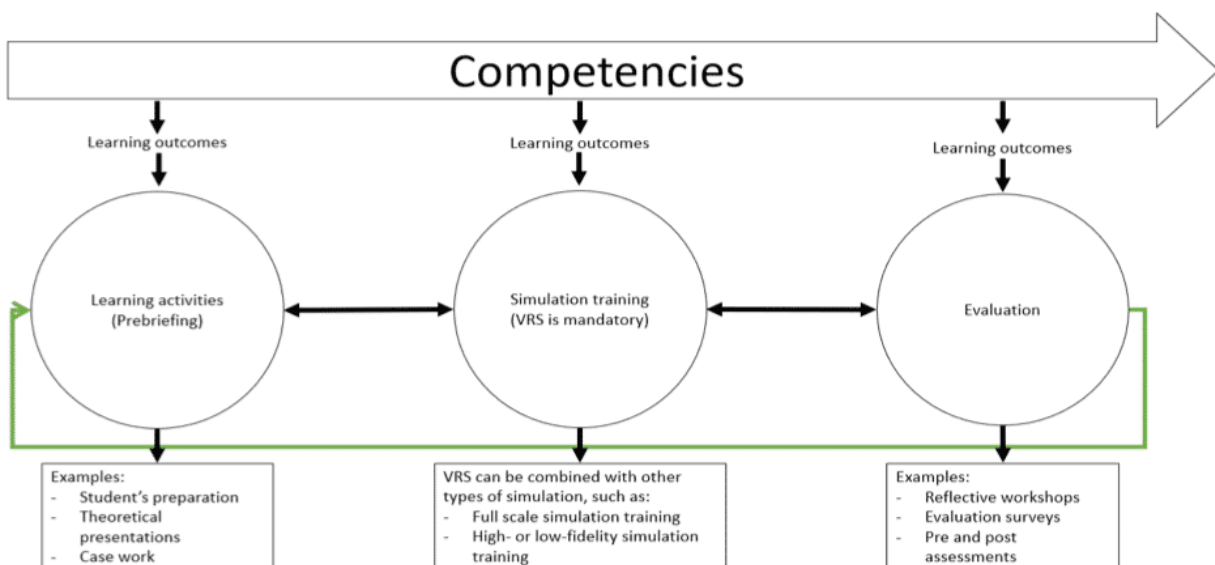 Competencies
Learning outcomes
Learning outcomes
Learning outcomes
Learning activities
(Prebriefing)
Simulation training
(VRS is mandatory)
Evaluation
Examples:
- Student's preparation
- Theoretical
presentations
- Case work
VRS can be combined with other
types of simulation, such as:
- Full scale simulation training
- High- or low-fidelity simulation
training
Examples:
- Reflective workshops
- Evaluation surveys
- Pre and post
assessments